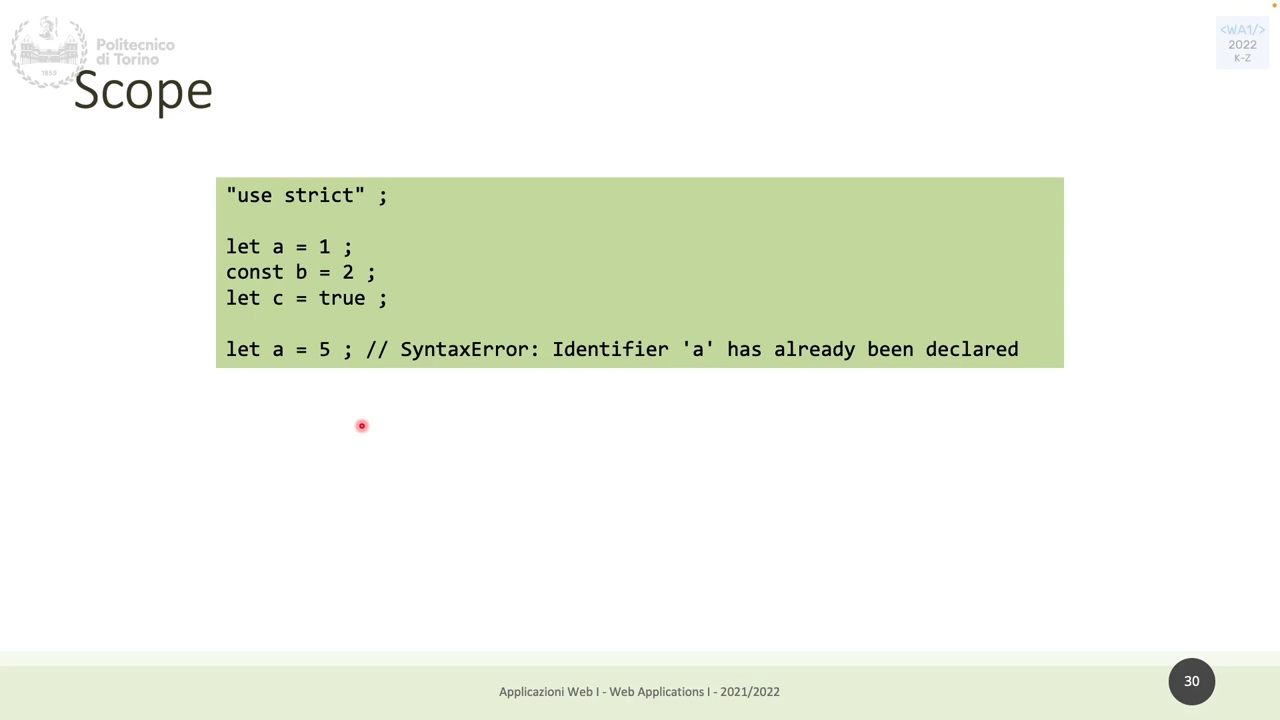 Politecnico
di Torino
1859
<WA1/>
2022
K-Z
Scope
"use strict" ;
let a = 1 ;
const b = 2 ;
let c = true ;
let a = 5 ; // SyntaxError: Identifier 'a' has already been declared
Applicazioni Web I - Web Applications I - 2021/2022
30